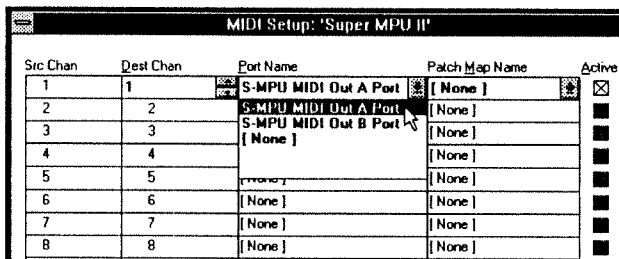 MIDI Setup: 'Super MPU II'
Src Chan Dest Chan Port Name Patch Map Name Active
1 1 S-MPU MIDI Out A Port [ None ]
2 2 S-MPU MIDI Out A Port [ None ]
3 3 S-MPU MIDI Out B Port [ None ]
[ None ]
4 4 [ None ]
5 5 [ None ]
6 6 [ None ] [ None ]
7 7 [ None ] [ None ]
8 8 [ None ] [ None ]